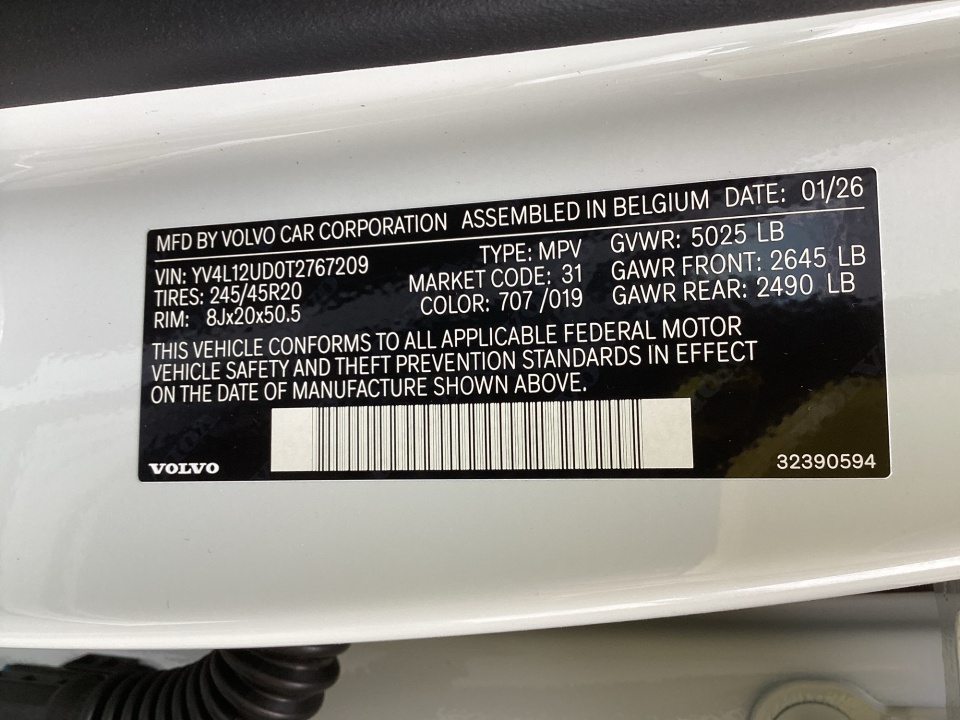 MFD BY VOLVO CAR CORPORATION ASSEMBLED IN BELGIUM DATE: 01/26
VIN: YV4L12UD0T2767209 TYPE: MPV GVWR: 5025 LB
TIRES: 245/45R20 MARKET CODE: 31 GAWR FRONT: 2645 LB
RIM: 8Jx20x50.5 COLOR: 707 /019 GAWR REAR: 2490 LB
THIS VEHICLE CONFORMS TO ALL APPLICABLE FEDERAL MOTOR
VEHICLE SAFETY AND THEFT PREVENTION STANDARDS IN EFFECT
ON THE DATE OF MANUFACTURE SHOWN ABOVE.
VOLVO 32390594